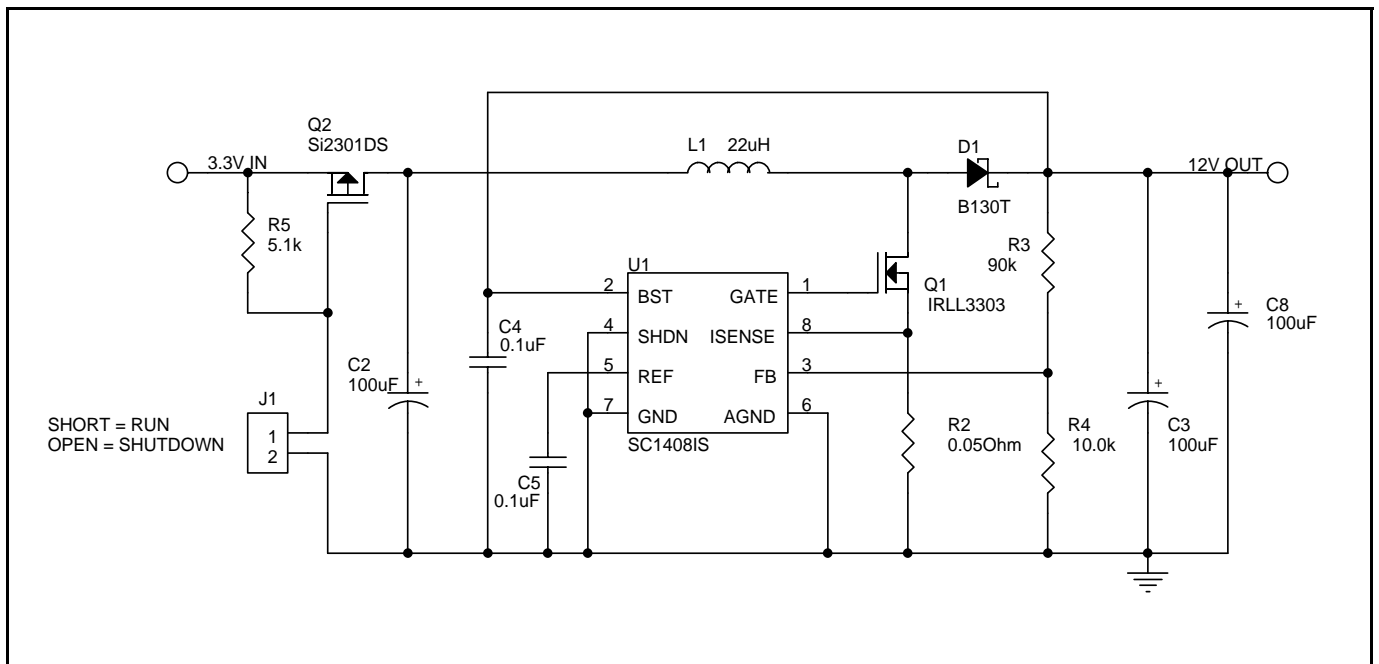 Q2
Si2301DS
3.3V IN
L1 22uH
D1
12V OUT
B130T
R5
5.1k
R3
90k
U1
2 BST GATE 1
Q1
IRLL3303
C4
0.1uF
4 SHDN ISENSE 8
C8
100uF
5 REF FB 3
C2
100uF
+
+
+
7 GND AGND 6
SC1408IS
J1
1
2
SHORT = RUN
OPEN = SHUTDOWN
R2
0.05Ohm
R4
10.0k
C3
100uF
C5
0.1uF